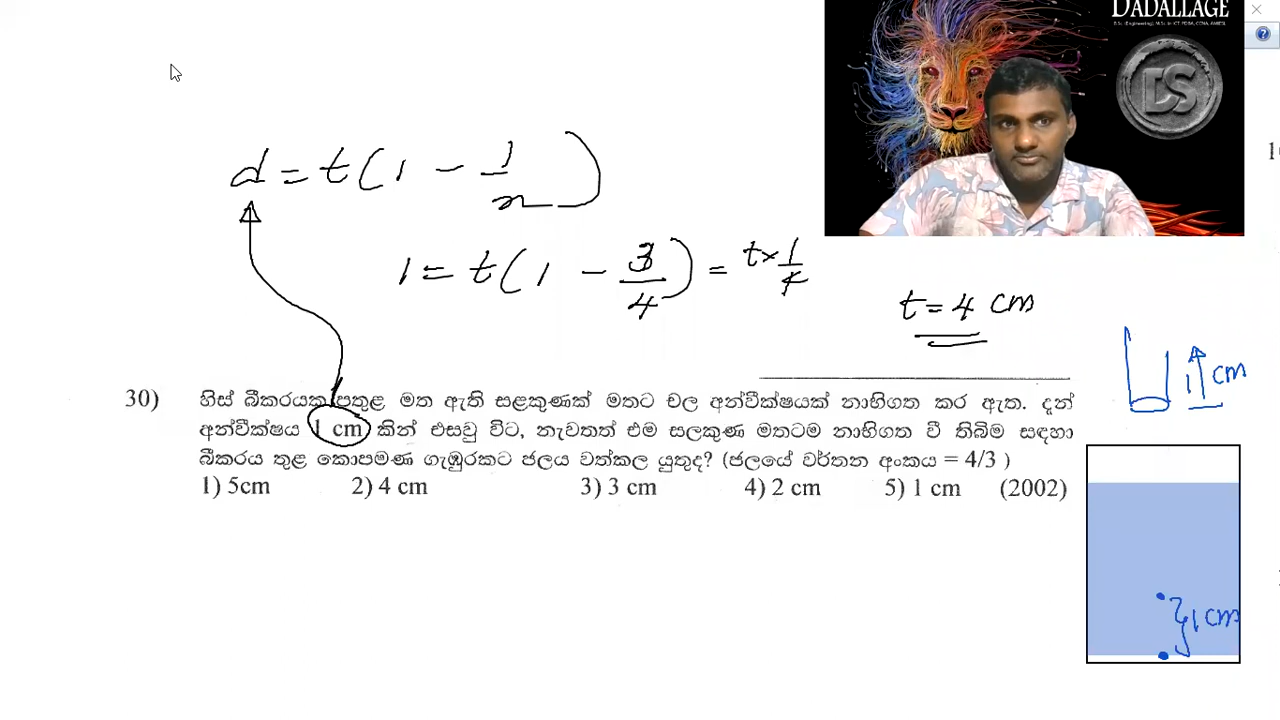 DADALLAGE
DS
d = t(1 - 1/n)
1 = t(1 - 3/4) = t × 1/4
t = 4 cm
1 cm
30) හිස් බීකරයක පතුළ මත ඇති සළකුණක් මතට චල අන්වීක්ෂයක් නාභිගත කර ඇත. දැන්
අන්වීක්ෂය 1 cm කින් එසවූ විට, නැවතත් එම සලකුණ මතටම නාභිගත වී තිබීම සඳහා
බීකරය තුළ කොපමණ ගැඹුරකට ජලය වත්කල යුතුද? (ජලයේ වර්තන අංකය = 4/3 )
1) 5cm 2) 4 cm 3) 3 cm 4) 2 cm 5) 1 cm (2002)
1 cm